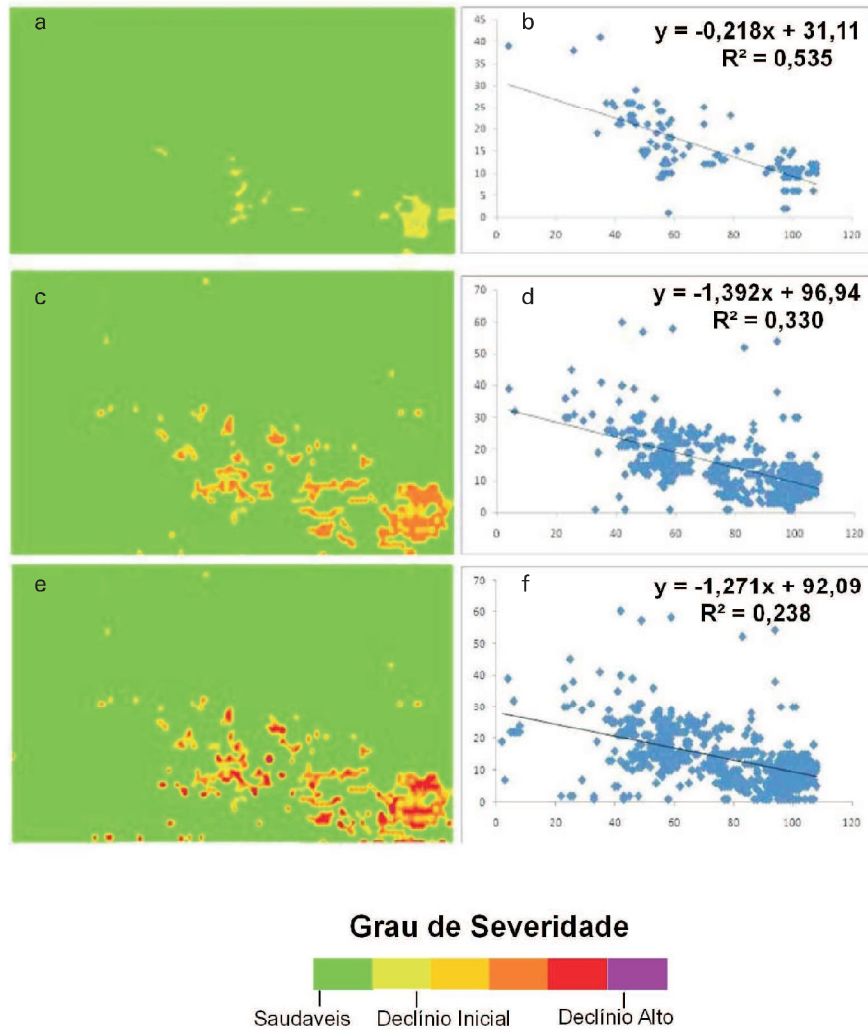 a
b
y = -0,218x + 31,11
R² = 0,535
45
40
35
30
25
20
15
10
5
0
0 20 40 60 80 100 120
c
d
y = -1,392x + 96,94
R² = 0,330
70
60
50
40
30
20
10
0
0 20 40 60 80 100 120
e
f
y = -1,271x + 92,09
R² = 0,238
70
60
50
40
30
20
10
0
0 20 40 60 80 100 120
Grau de Severidade
Saudaveis Declínio Inicial Declínio Alto